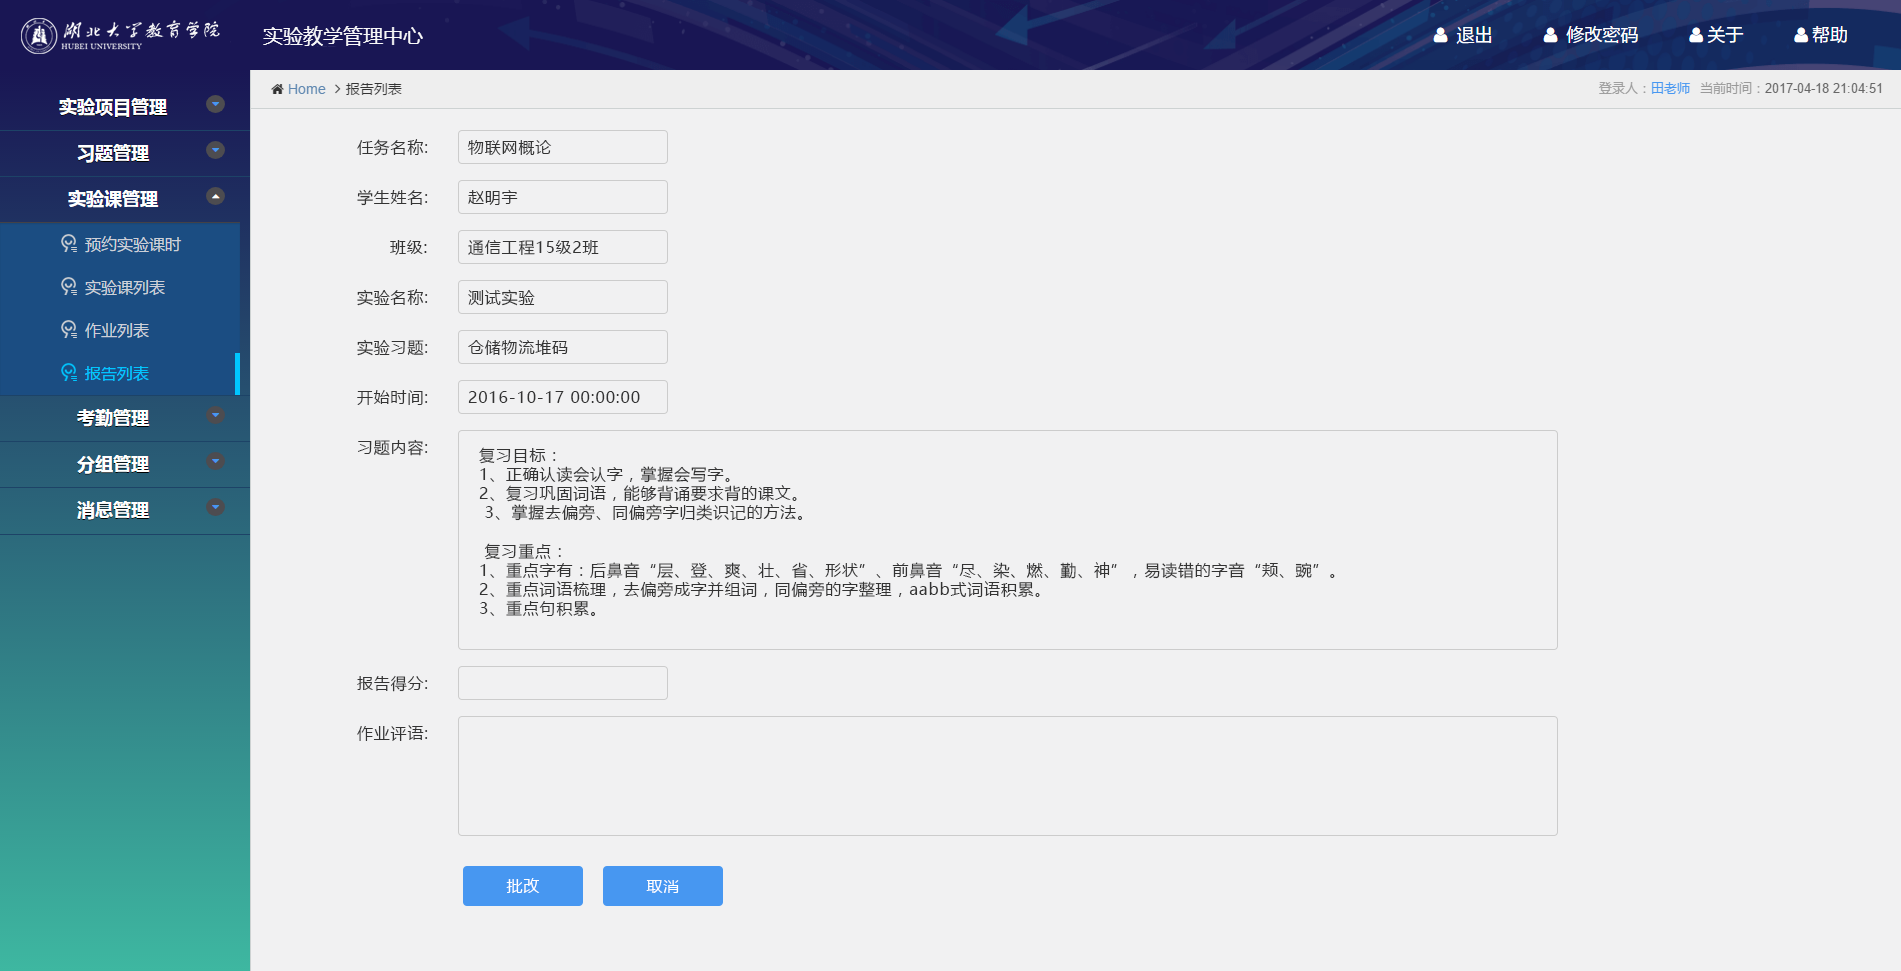 湖北大学教育学院
HUBEI UNIVERSITY
实验教学管理中心
退出
修改密码
关于
帮助
Home > 报告列表
登录人：田老师 当前时间：2017-04-18 21:04:51
实验项目管理
习题管理
实验课管理
预约实验课时
实验课列表
作业列表
报告列表
考勤管理
分组管理
消息管理
任务名称: 物联网概论
学生姓名: 赵明宇
班级: 通信工程15级2班
实验名称: 测试实验
实验习题: 仓储物流堆码
开始时间: 2016-10-17 00:00:00
习题内容:
复习目标：
1、正确认读会认字，掌握会写字。
2、复习巩固词语，能够背诵要求背的课文。
3、掌握去偏旁、同偏旁字归类识记的方法。
复习重点：
1、重点字有：后鼻音“层、登、爽、壮、省、形状”、前鼻音“尽、染、燃、勤、神”，易读错的字音“颊、豌”。
2、重点词语梳理，去偏旁成字并组词，同偏旁的字整理，aabb式词语积累。
3、重点句积累。
报告得分:
作业评语:
批改
取消